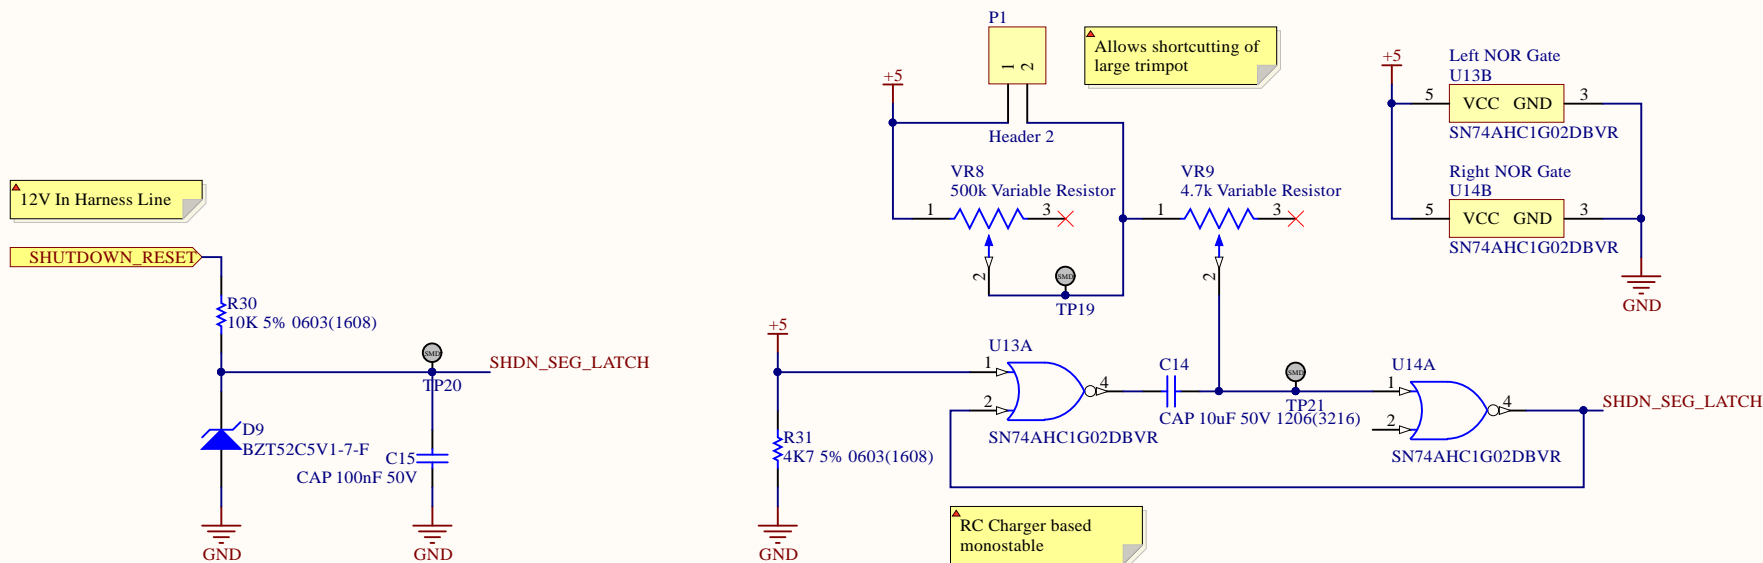 12V In Harness Line
SHUTDOWN_RESET
R30
10K 5% 0603(1608)
SMD
SHDN_SEG_LATCH
TP20
D9
BZT52C5V1-7-F
C15
CAP 100nF 50V
GND
GND
P1
1
2
Header 2
Allows shortcutting of
large trimpot
+5
VR8
500k Variable Resistor
1
3
2
SMD
TP19
VR9
4.7k Variable Resistor
1
3
2
+5
Left NOR Gate
U13B
5
VCC GND
3
SN74AHC1G02DBVR
Right NOR Gate
U14B
5
VCC GND
3
SN74AHC1G02DBVR
GND
+5
R31
4K7 5% 0603(1608)
GND
U13A
1
2
4
SN74AHC1G02DBVR
C14
CAP 10uF 50V 1206(3216)
SMD
TP21
U14A
1
2
4
SN74AHC1G02DBVR
SHDN_SEG_LATCH
RC Charger based
monostable